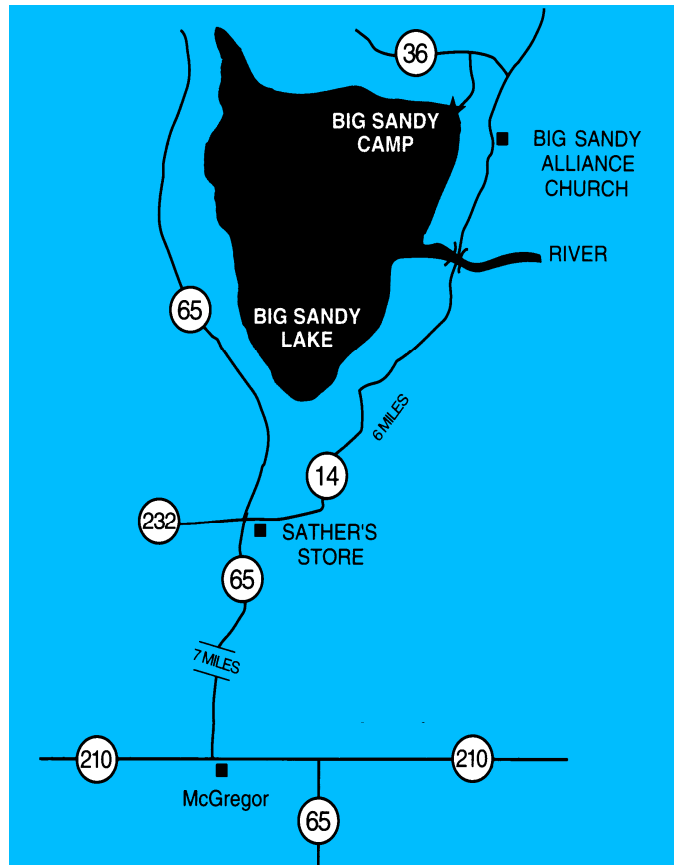 36
BIG SANDY
CAMP
BIG SANDY
ALLIANCE
CHURCH
RIVER
65
BIG SANDY
LAKE
6 MILES
14
232
SATHER'S
STORE
65
7 MILES
210
210
McGregor
65